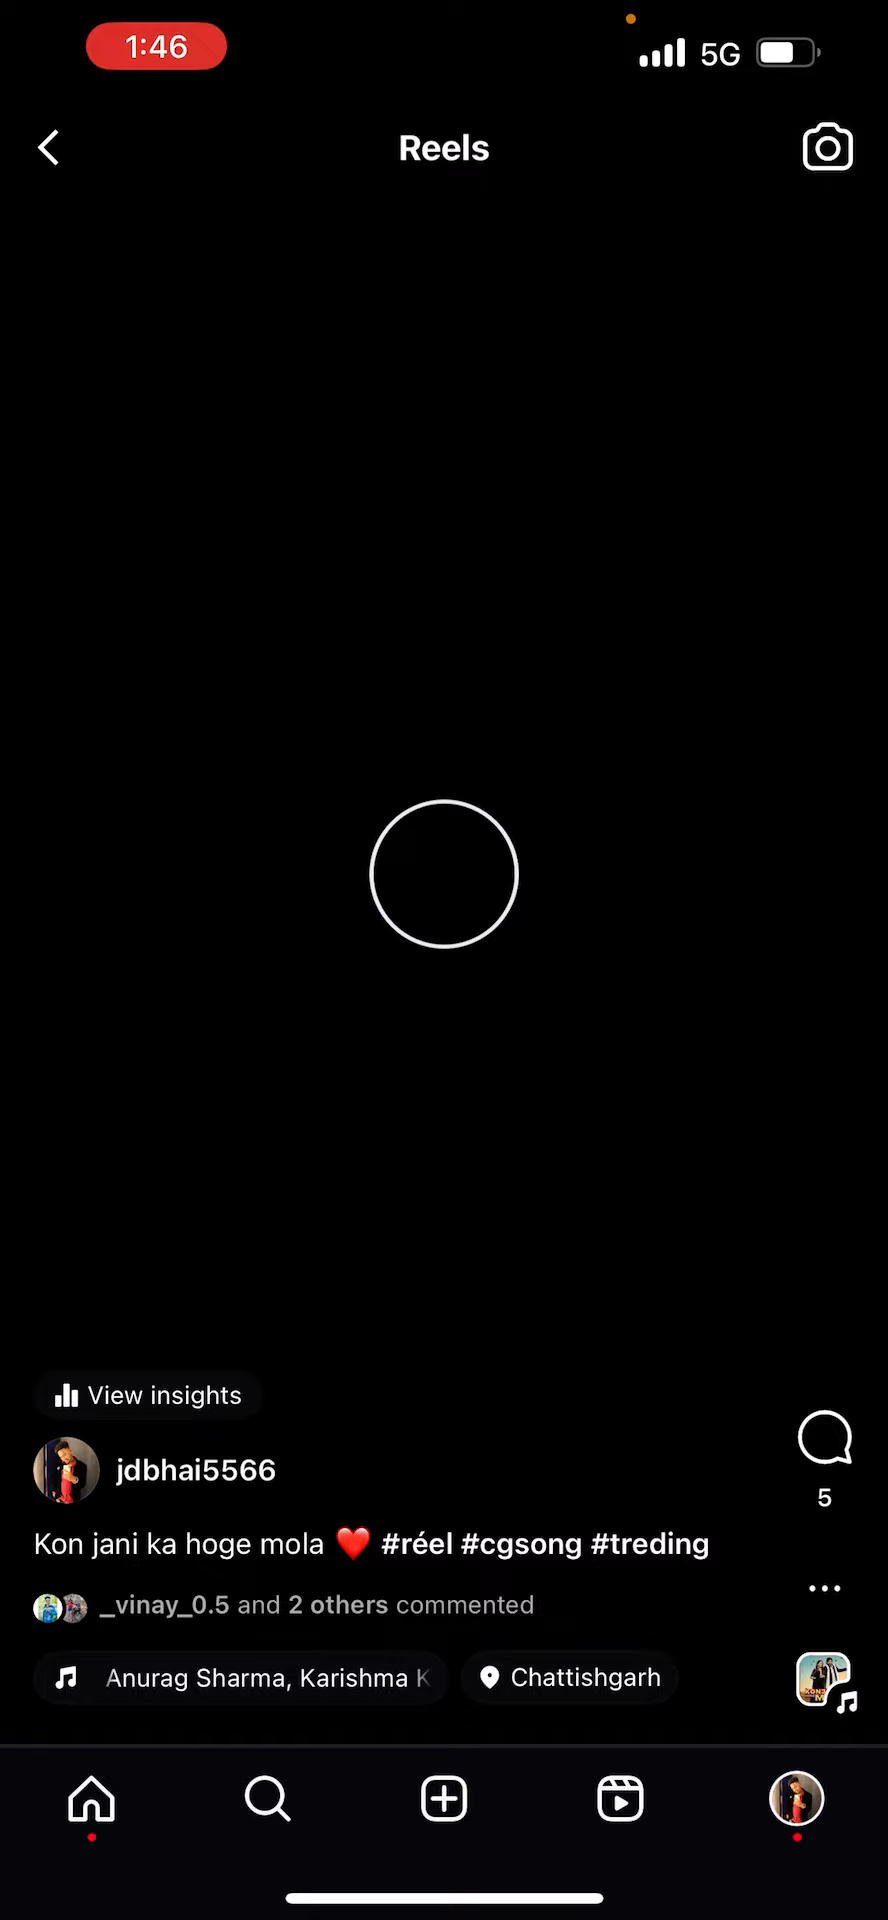 1:46
5G
Reels
View insights
jdbhai5566
5
Kon jani ka hoge mola ❤️ #réel #cgsong #treding
_vinay_0.5 and 2 others commented
Anurag Sharma, Karishma K
Chattishgarh